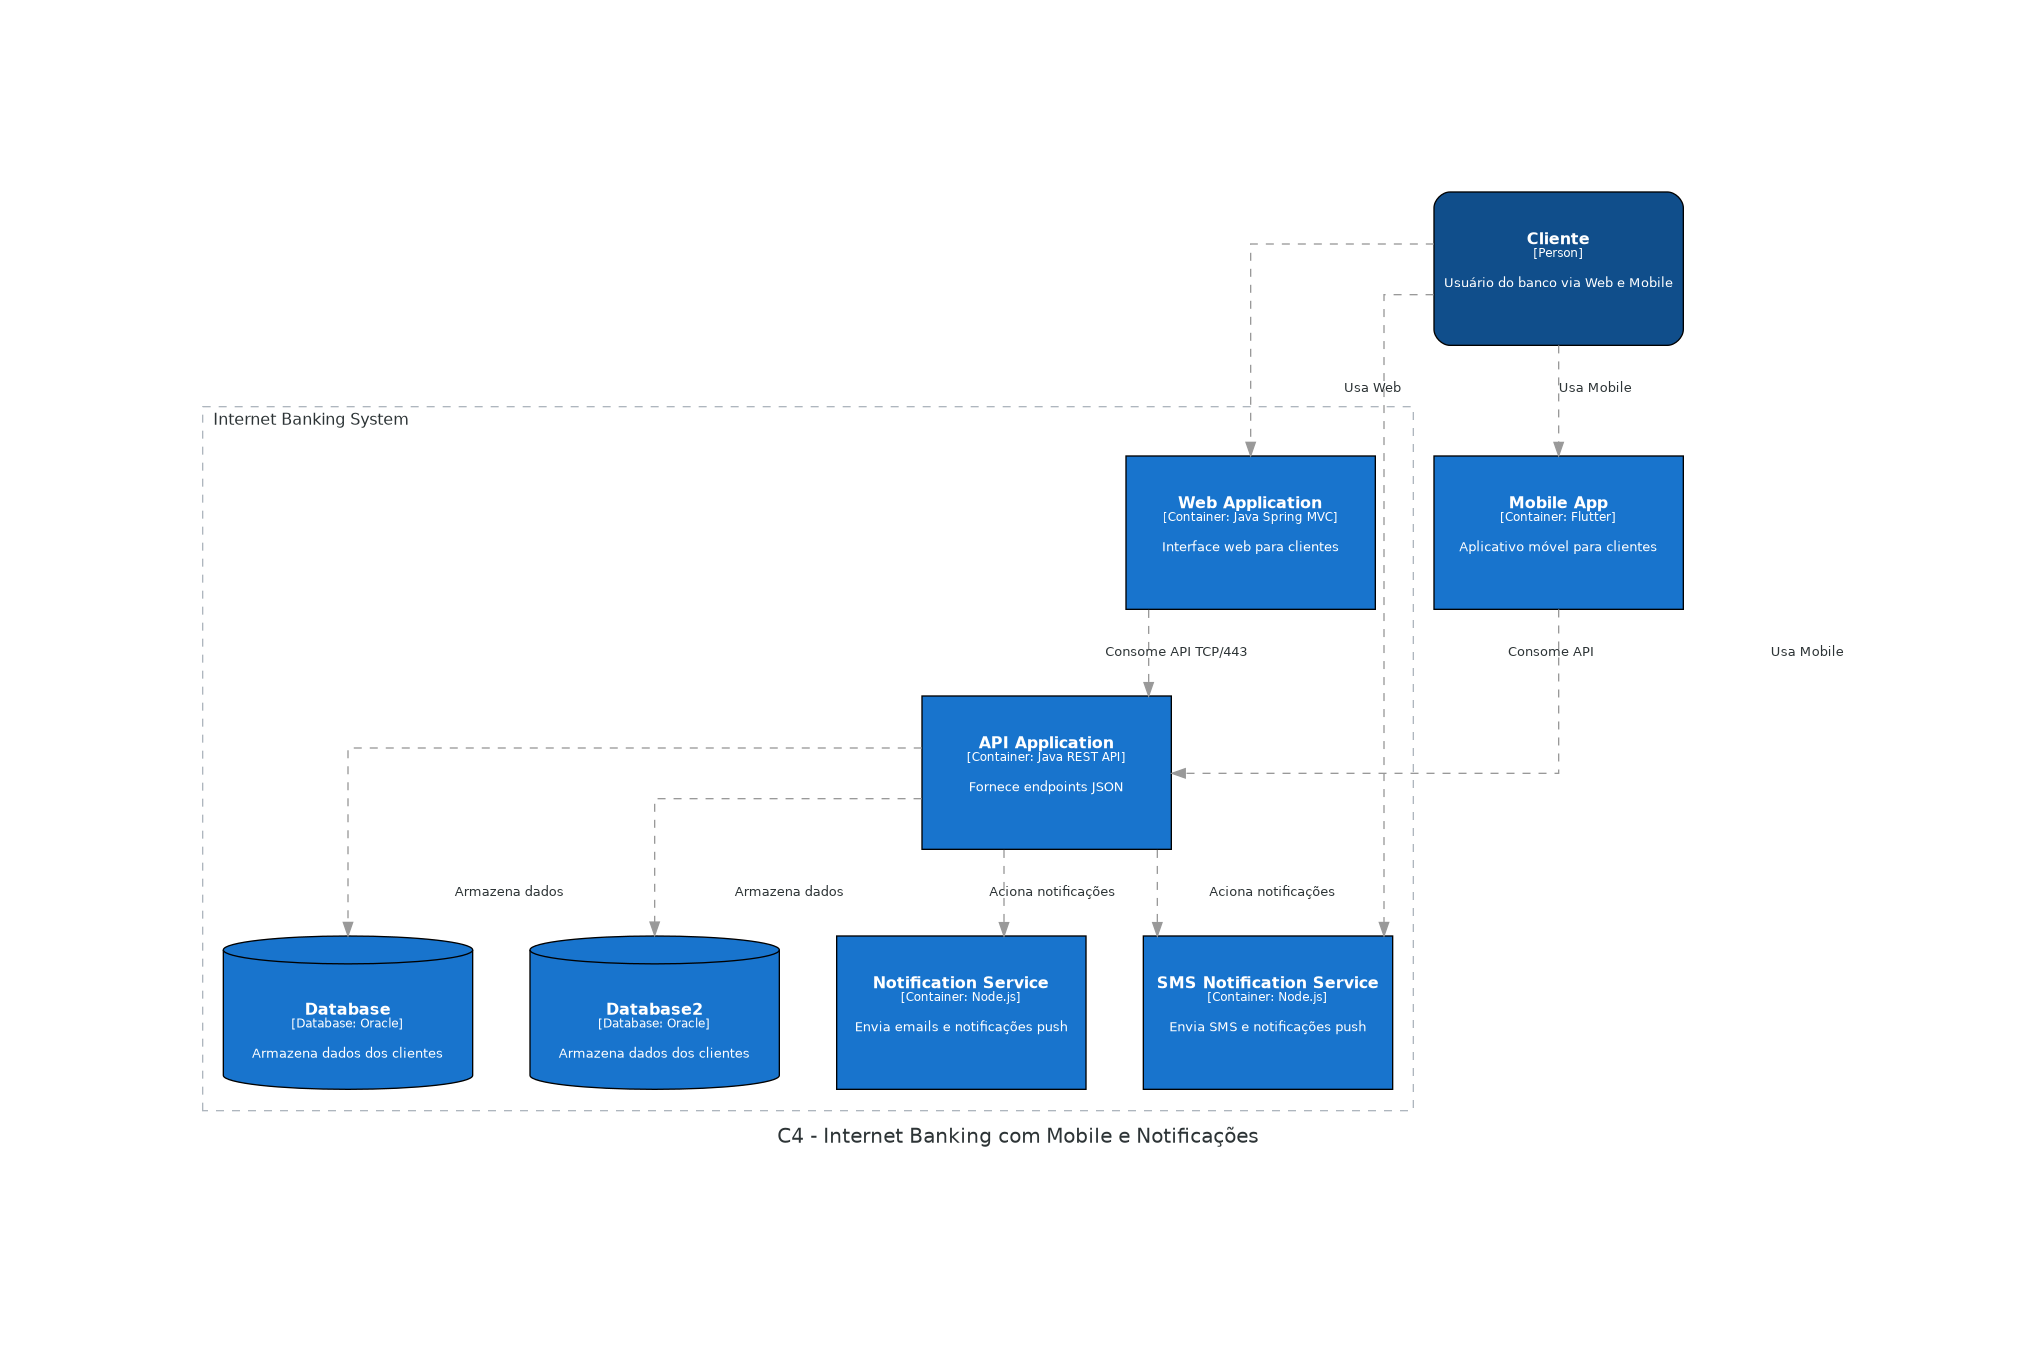 Cliente
[Person]
Usuário do banco via Web e Mobile
Usa Web
Usa Mobile
Internet Banking System
Web Application
[Container: Java Spring MVC]
Interface web para clientes
Mobile App
[Container: Flutter]
Aplicativo móvel para clientes
Consome API TCP/443
Consome API
Usa Mobile
API Application
[Container: Java REST API]
Fornece endpoints JSON
Armazena dados
Armazena dados
Aciona notificações
Aciona notificações
Database
[Database: Oracle]
Armazena dados dos clientes
Database2
[Database: Oracle]
Armazena dados dos clientes
Notification Service
[Container: Node.js]
Envia emails e notificações push
SMS Notification Service
[Container: Node.js]
Envia SMS e notificações push
C4 - Internet Banking com Mobile e Notificações